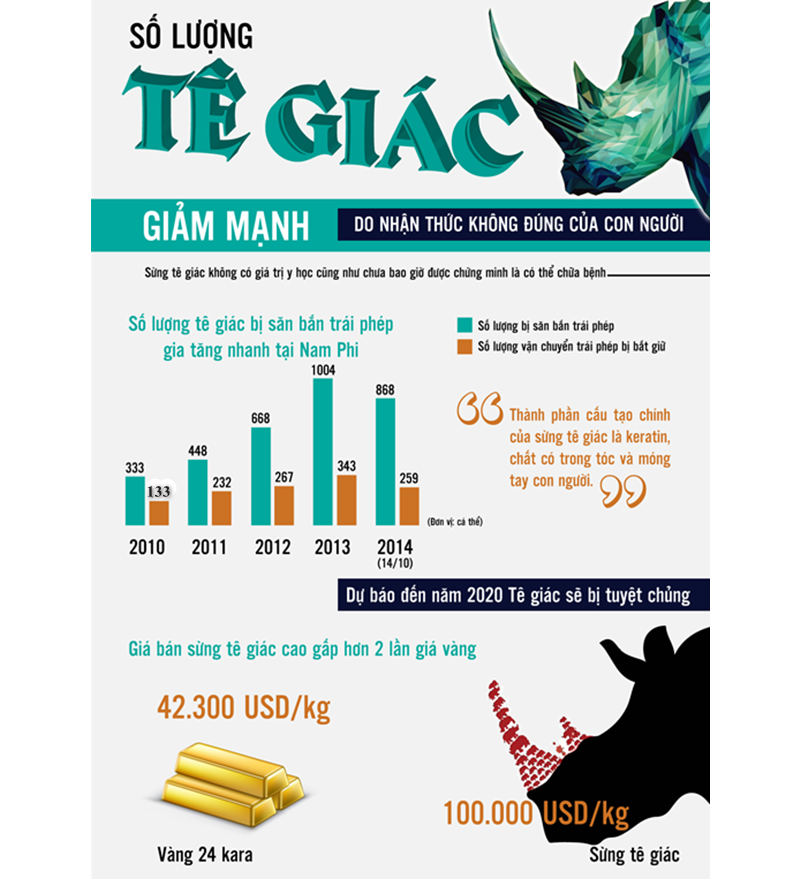 SỐ LƯỢNG
TÊ GIÁC
GIẢM MẠNH
DO NHẬN THỨC KHÔNG ĐÚNG CỦA CON NGƯỜI
Sừng tê giác không có giá trị y học cũng như chưa bao giờ được chứng minh là có thể chữa bệnh
Số lượng tê giác bị săn bắn trái phép
gia tăng nhanh tại Nam Phi
Số lượng bị săn bắn trái phép
Số lượng vận chuyển trái phép bị bắt giữ
333
133
448
232
668
267
1004
343
868
259
(Đơn vị: cá thể)
2010
2011
2012
2013
2014
(14/10)
“ Thành phần cấu tạo chính
của sừng tê giác là keratin,
chất có trong tóc và móng
tay con người. ”
Dự báo đến năm 2020 Tê giác sẽ bị tuyệt chủng
Giá bán sừng tê giác cao gấp hơn 2 lần giá vàng
42.300 USD/kg
Vàng 24 kara
100.000 USD/kg
Sừng tê giác